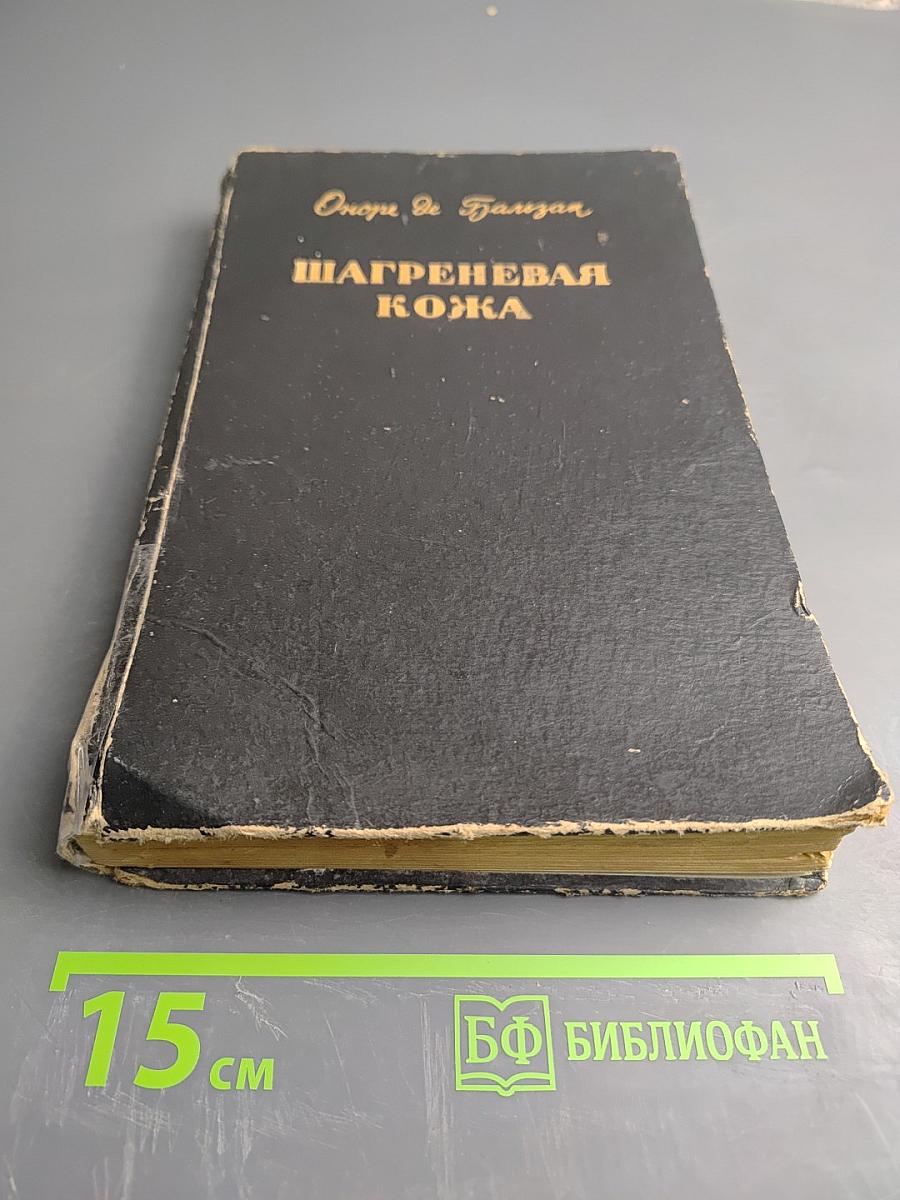 Оноре де Бальзак
ШАГРЕНЕВАЯ
КОЖА
15 см
БФ БИБЛИОФАН